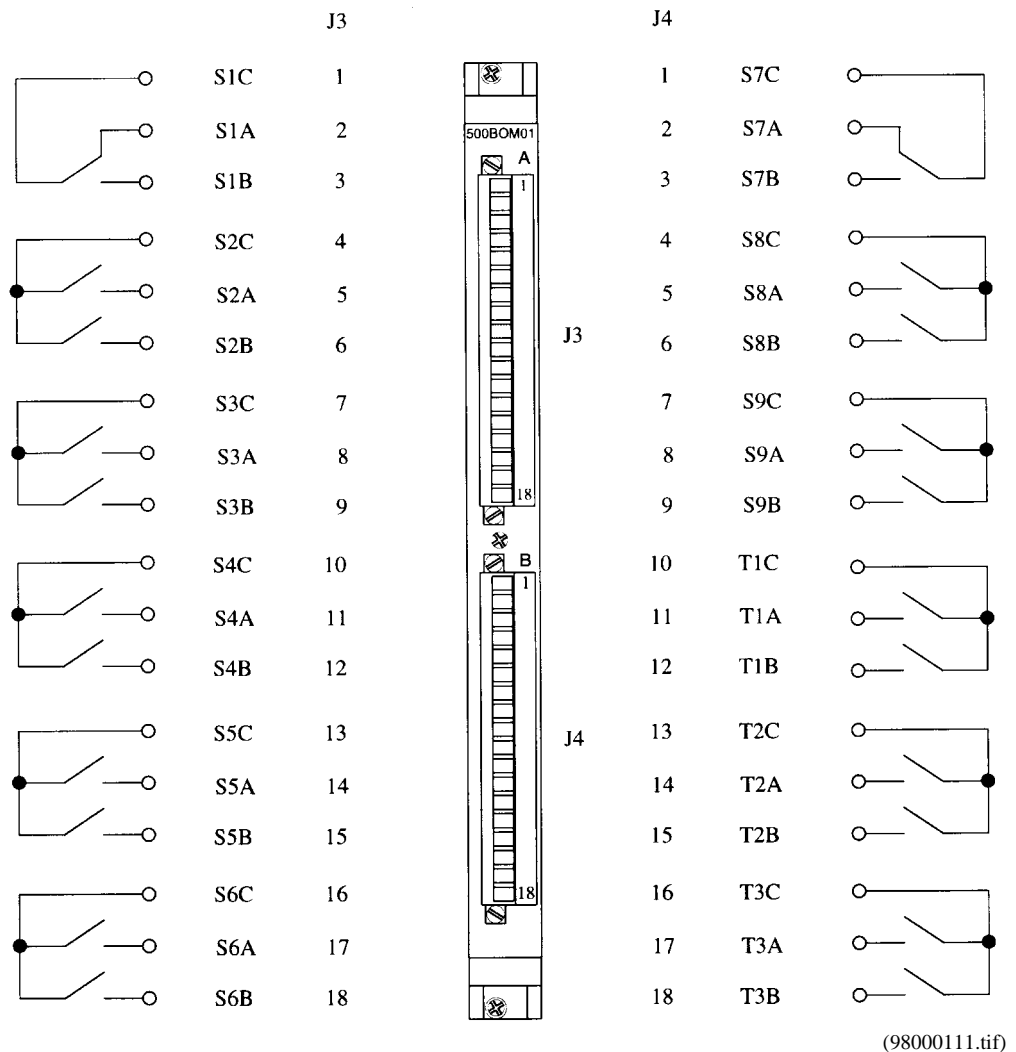 J3 J4
S1C 1 1 S7C
S1A 2 500BOM01 2 S7A
A
S1B 3 1 3 S7B
S2C 4 4 S8C
S2A 5 5 S8A
S2B 6 J3 6 S8B
S3C 7 7 S9C
S3A 8 8 S9A
S3B 9 18 9 S9B
S4C 10 B 10 T1C
1
S4A 11 11 T1A
S4B 12 12 T1B
S5C 13 J4 13 T2C
S5A 14 14 T2A
S5B 15 15 T2B
S6C 16 18 16 T3C
S6A 17 17 T3A
S6B 18 18 T3B
(98000111.tif)